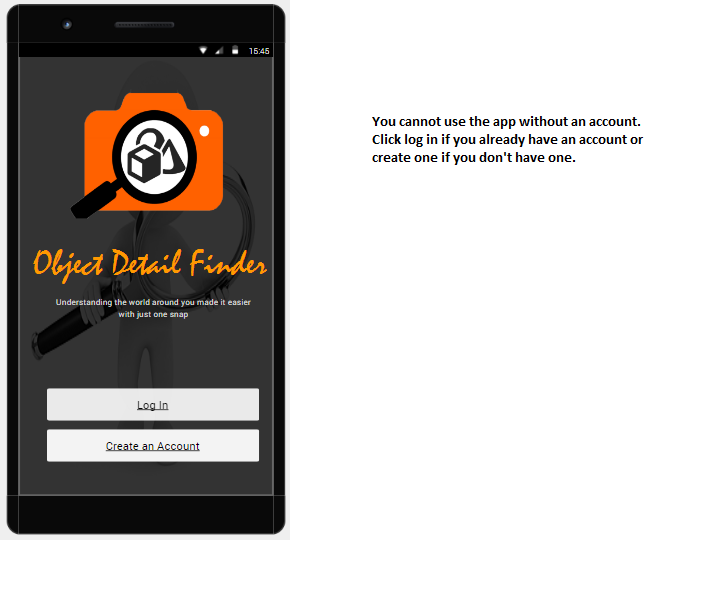 15:45
Object Detail Finder
Understanding the world around you made it easier
with just one snap
Log In
Create an Account
You cannot use the app without an account.
Click log in if you already have an account or
create one if you don't have one.